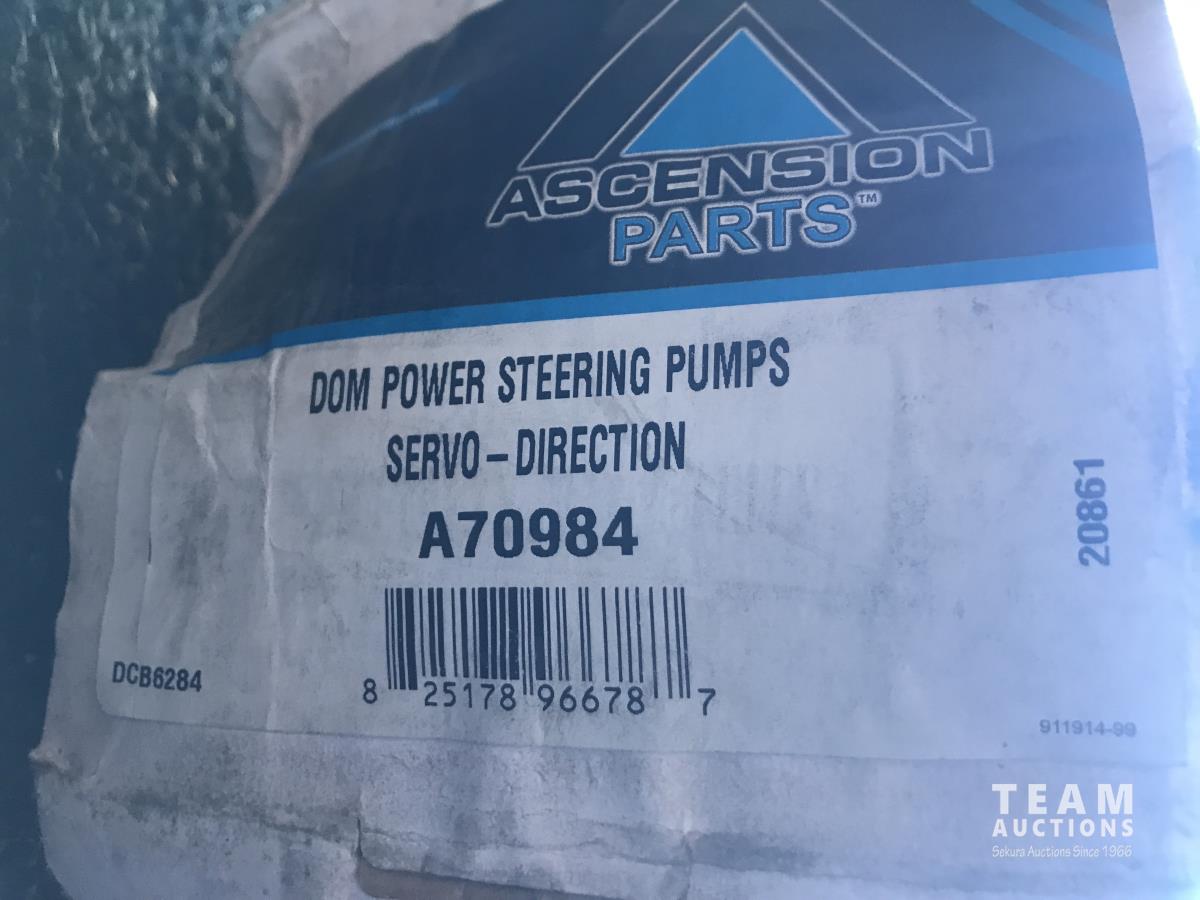 ASCENSION
PARTS™
DOM POWER STEERING PUMPS
SERVO-DIRECTION
A70984
20861
DCB6284
8 25178 96678 7
911914-99
TEAM
AUCTIONS
Sekura Auctions Since 1966